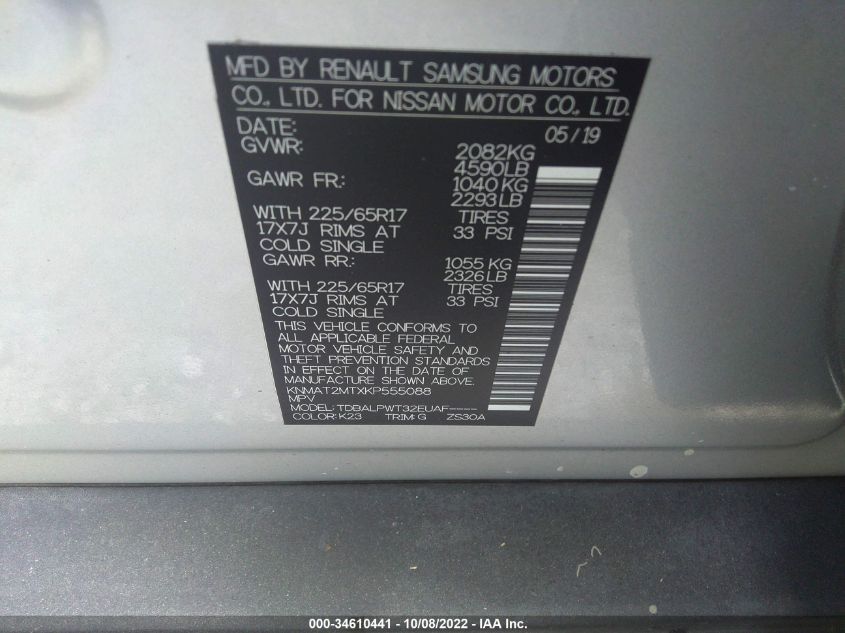 MFD BY RENAULT SAMSUNG MOTORS
CO., LTD. FOR NISSAN MOTOR CO., LTD.
DATE: 05/19
GVWR: 2082KG
4590LB
GAWR FR.: 1040KG
2293LB
WITH 225/65R17 TIRES
17X7J RIMS AT 33 PSI
COLD SINGLE
GAWR RR.: 1055KG
2326LB
WITH 225/65R17 TIRES
17X7J RIMS AT 33 PSI
COLD SINGLE
THIS VEHICLE CONFORMS TO
ALL APPLICABLE FEDERAL
MOTOR VEHICLE SAFETY AND
THEFT PREVENTION STANDARDS
IN EFFECT ON THE DATE OF
MANUFACTURE SHOWN ABOVE.
KNMAT2MTXKP555088
MPV
MODEL: TDBALPWT32EUAF-----
COLOR: K23 TRIM: G ZS30A
000-34610441 - 10/08/2022 - IAA Inc.